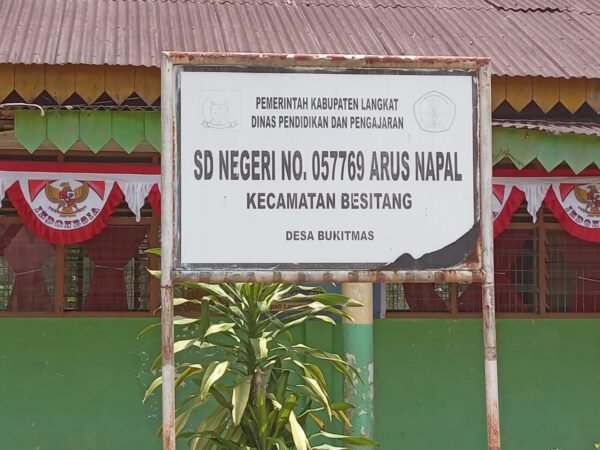 PEMERINTAH KABUPATEN LANGKAT
DINAS PENDIDIKAN DAN PENGAJARAN
SD NEGERI NO. 057769 ARUS NAPAL
KECAMATAN BESITANG
DESA BUKITMAS
INDONESIA